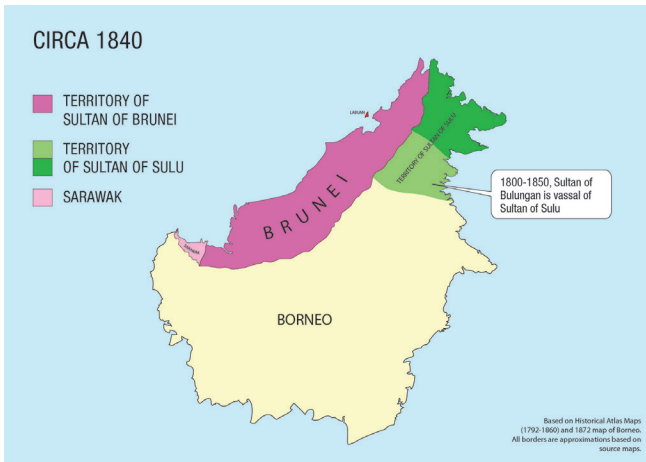 CIRCA 1840
TERRITORY OF
SULTAN OF BRUNEI
TERRITORY
OF SULTAN OF SULU
SARAWAK
LABUAN
TERRITORY OF SULTAN OF SULU
1800-1850, Sultan of
Bulungan is vassal of
Sultan of Sulu
BRUNEI
SARAWAK
BORNEO
Based on Historical Atlas Maps
(1792-1860) and 1872 map of Borneo.
All borders are approximations based on
source maps.